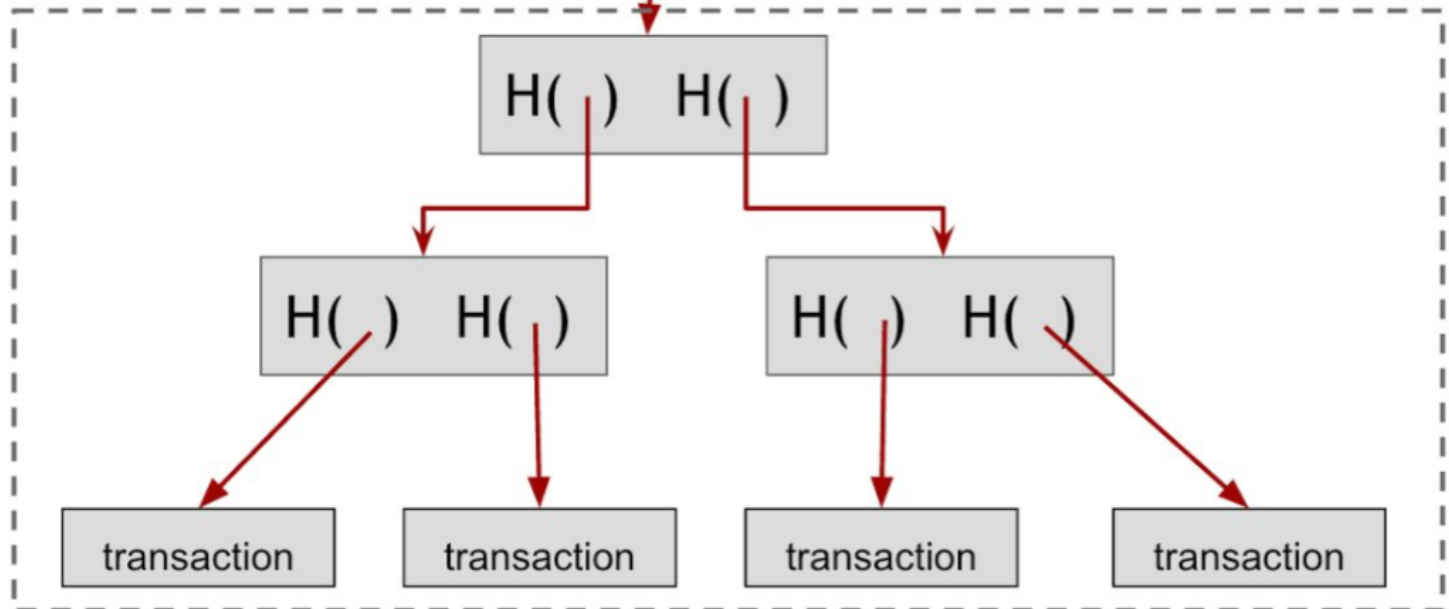 H( ) H( )
H( ) H( ) H( ) H( )
transaction transaction transaction transaction